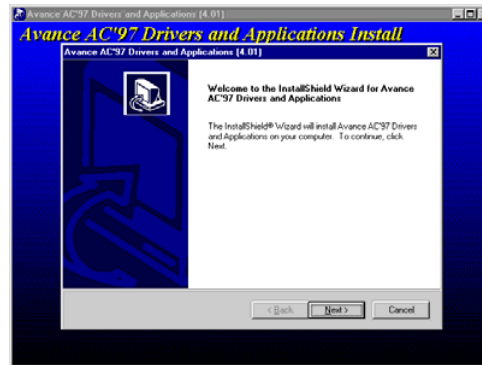 Avance AC'97 Drivers and Applications [4.01]
Avance AC'97 Drivers and Applications Install
Avance AC'97 Drivers and Applications [4.01]
Welcome to the InstallShield Wizard for Avance
AC'97 Drivers and Applications
The InstallShield® Wizard will install Avance AC'97 Drivers
and Applications on your computer. To continue, click
Next.
< Back
Next >
Cancel